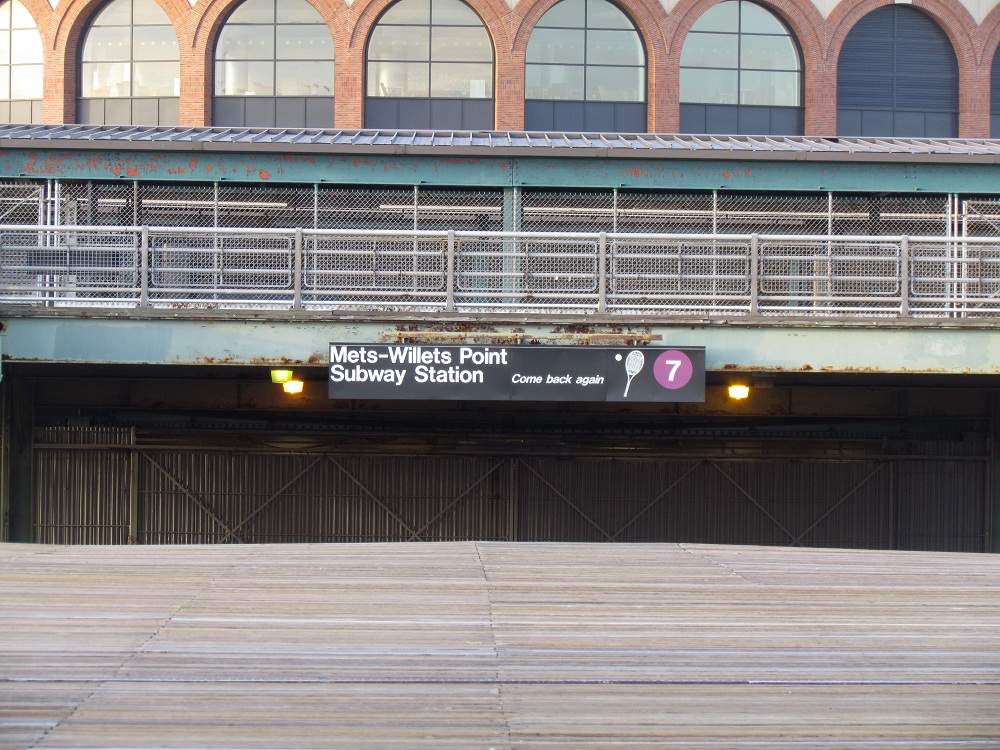 Mets-Willets Point
Subway Station
Come back again
7